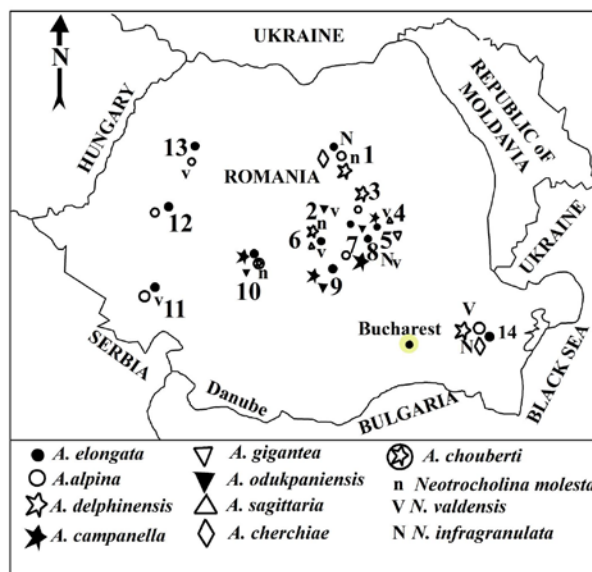 UKRAINE
N
HUNGARY
REPUBLIC of
MOLDAVIA
13
v
N
1
n
ROMANIA
3
2
v
v
4
n
12
6
v
7
5
8
N v
10
n
9
11
v
UKRAINE
V
Bucharest
14
N
SERBIA
Danube
BULGARIA
BLACK SEA
A. elongata
A. gigantea
A. chouberti
A.alpina
A. odukpaniensis
n Neotrocholina molesta
A. delphinensis
A. sagittaria
V N. valdensis
A. campanella
A. cherchiae
N N. infragranulata